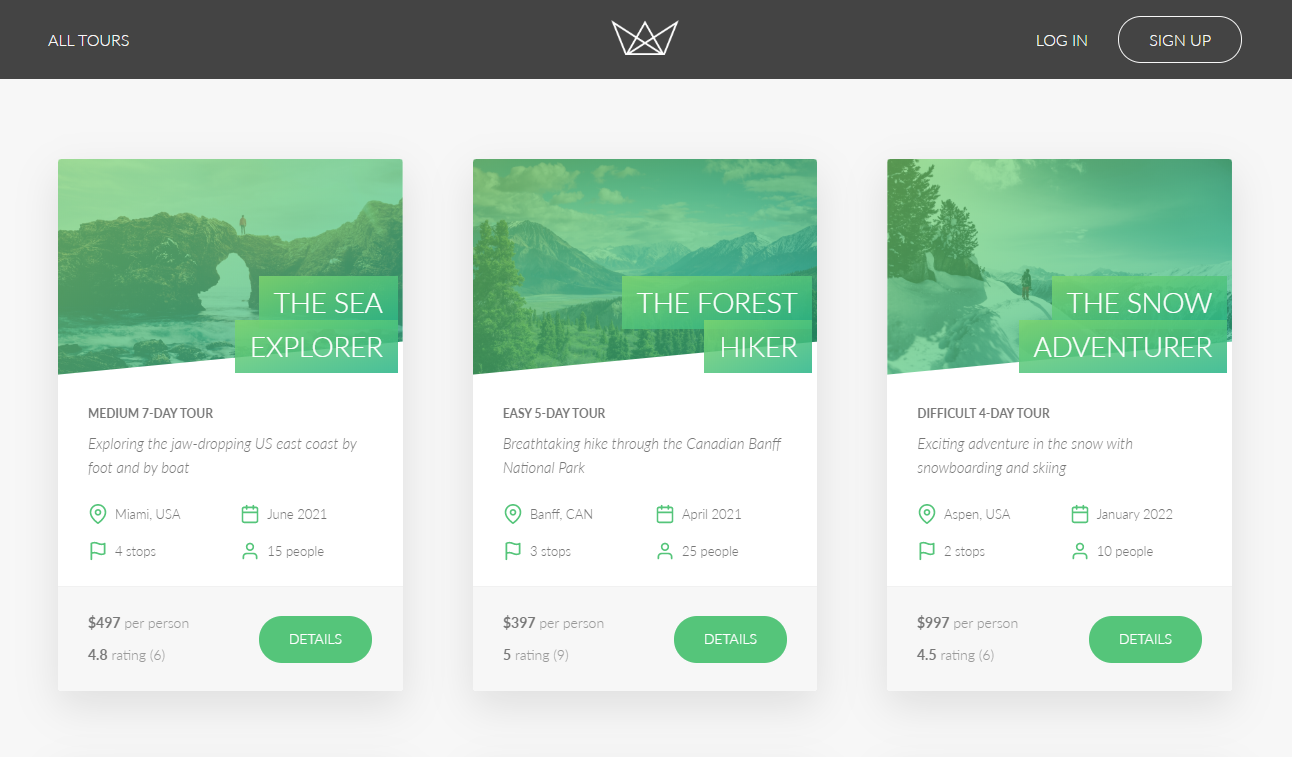 ALL TOURS
LOG IN
SIGN UP
THE SEA
EXPLORER
MEDIUM 7-DAY TOUR
Exploring the jaw-dropping US east coast by
foot and by boat
Miami, USA
June 2021
4 stops
15 people
$497 per person
4.8 rating (6)
DETAILS
THE FOREST
HIKER
EASY 5-DAY TOUR
Breathtaking hike through the Canadian Banff
National Park
Banff, CAN
April 2021
3 stops
25 people
$397 per person
5 rating (9)
DETAILS
THE SNOW
ADVENTURER
DIFFICULT 4-DAY TOUR
Exciting adventure in the snow with
snowboarding and skiing
Aspen, USA
January 2022
2 stops
10 people
$997 per person
4.5 rating (6)
DETAILS